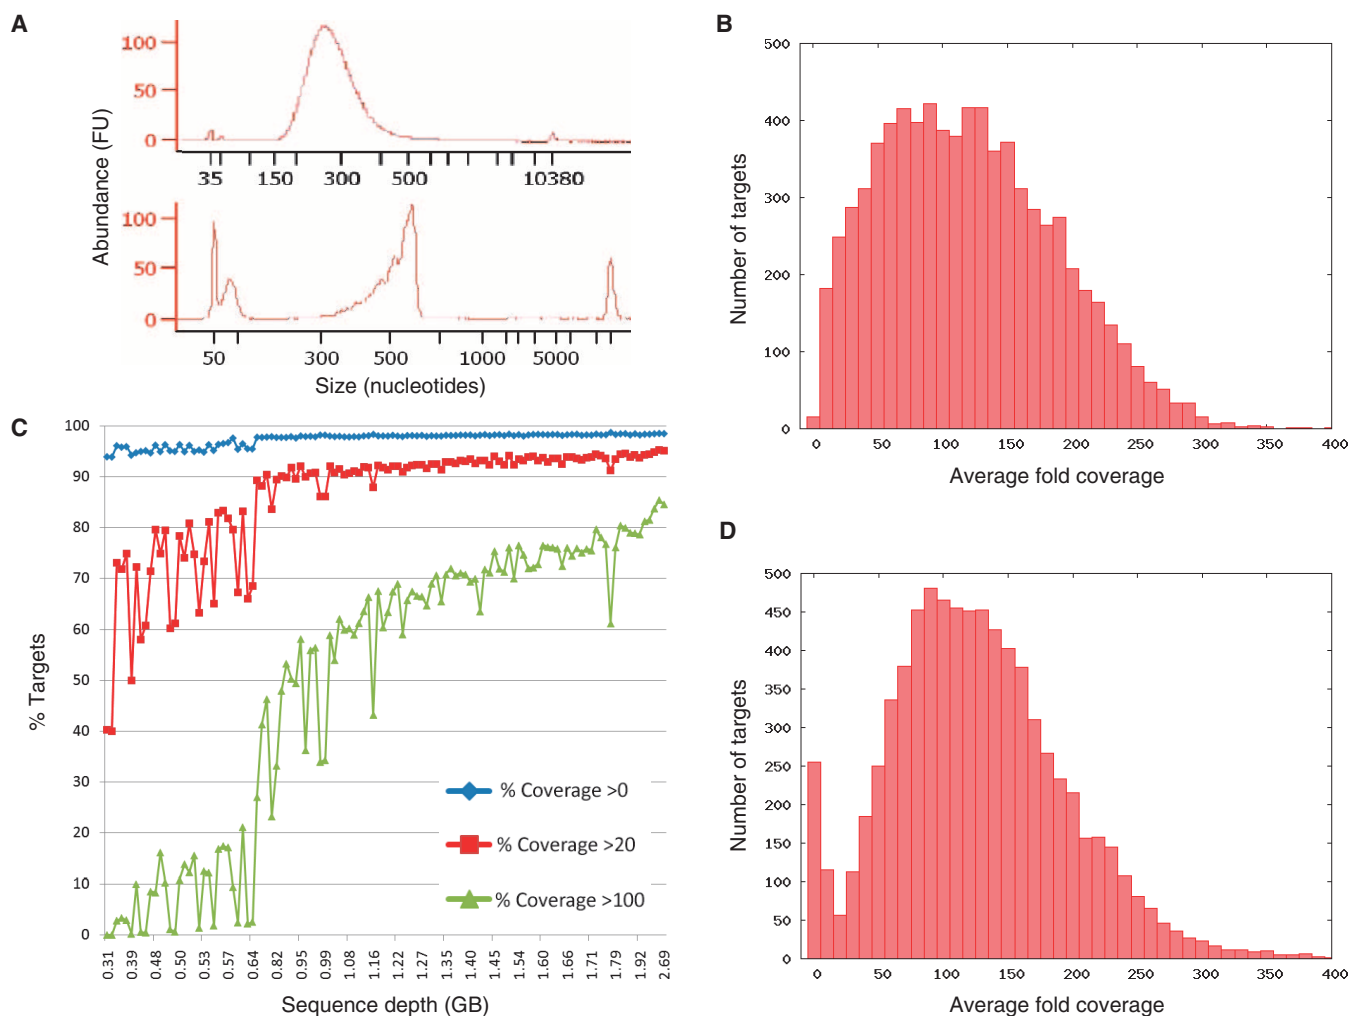 A
Abundance (FU)
100
50
0
35 150 300 500 10380
100
50
0
50 300 500 1000 5000
Size (nucleotides)
B
Number of targets
500
400
300
200
100
0
0 50 100 150 200 250 300 350 400
Average fold coverage
C
% Targets
100
90
80
70
60
50
40
30
20
10
0
% Coverage >0
% Coverage >20
% Coverage >100
0.31 0.39 0.48 0.50 0.53 0.57 0.64 0.82 0.95 0.99 1.08 1.16 1.22 1.27 1.35 1.40 1.45 1.54 1.60 1.66 1.71 1.79 1.92 2.69
Sequence depth (GB)
D
Number of targets
500
450
400
350
300
250
200
150
100
50
0
0 50 100 150 200 250 300 350 400
Average fold coverage